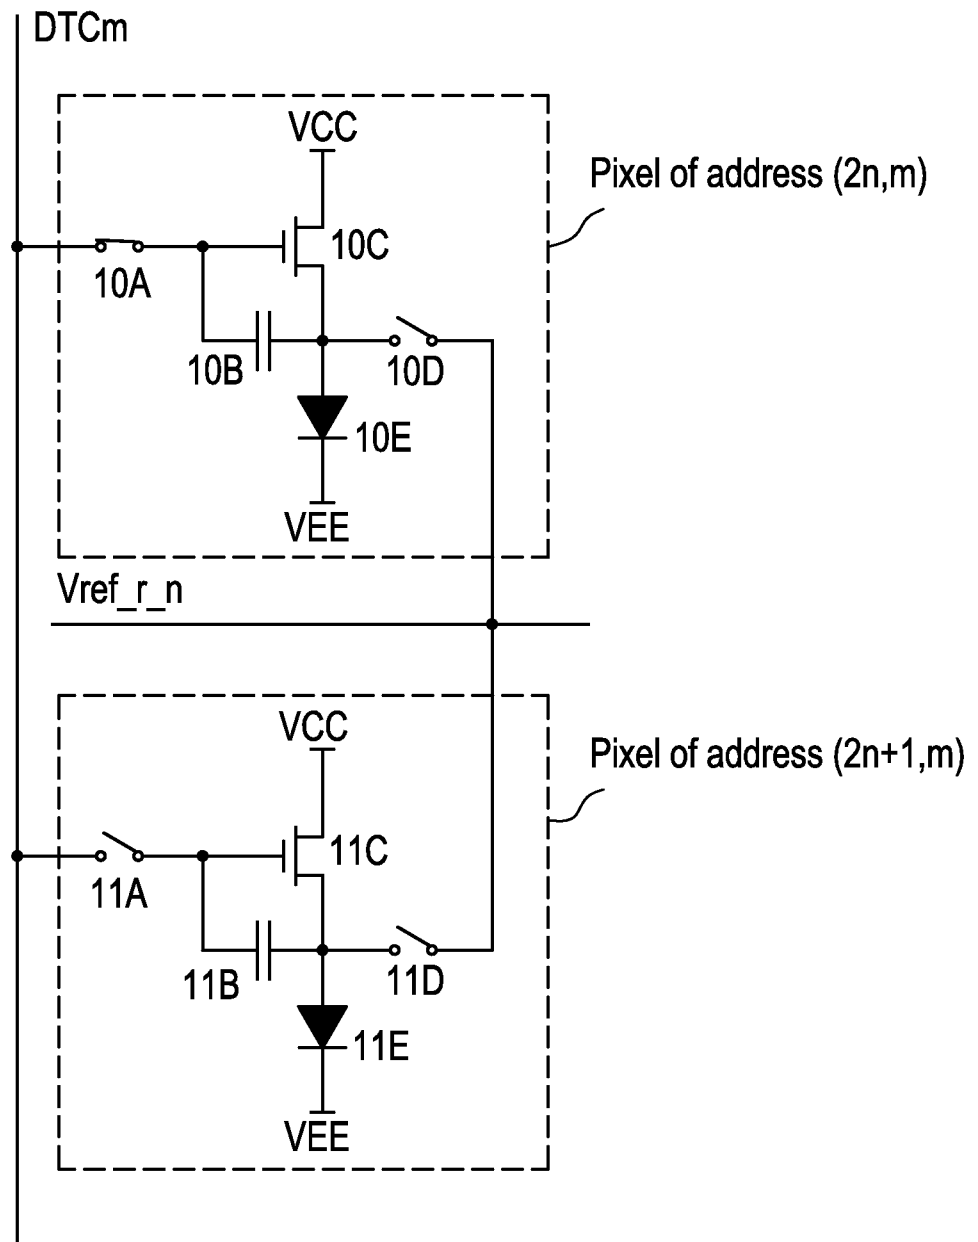 DTCm
VCC
Pixel of address (2n,m)
10C
10A
10B
10D
10E
VEE
Vref_r_n
VCC
Pixel of address (2n+1,m)
11C
11A
11B
11D
11E
VEE